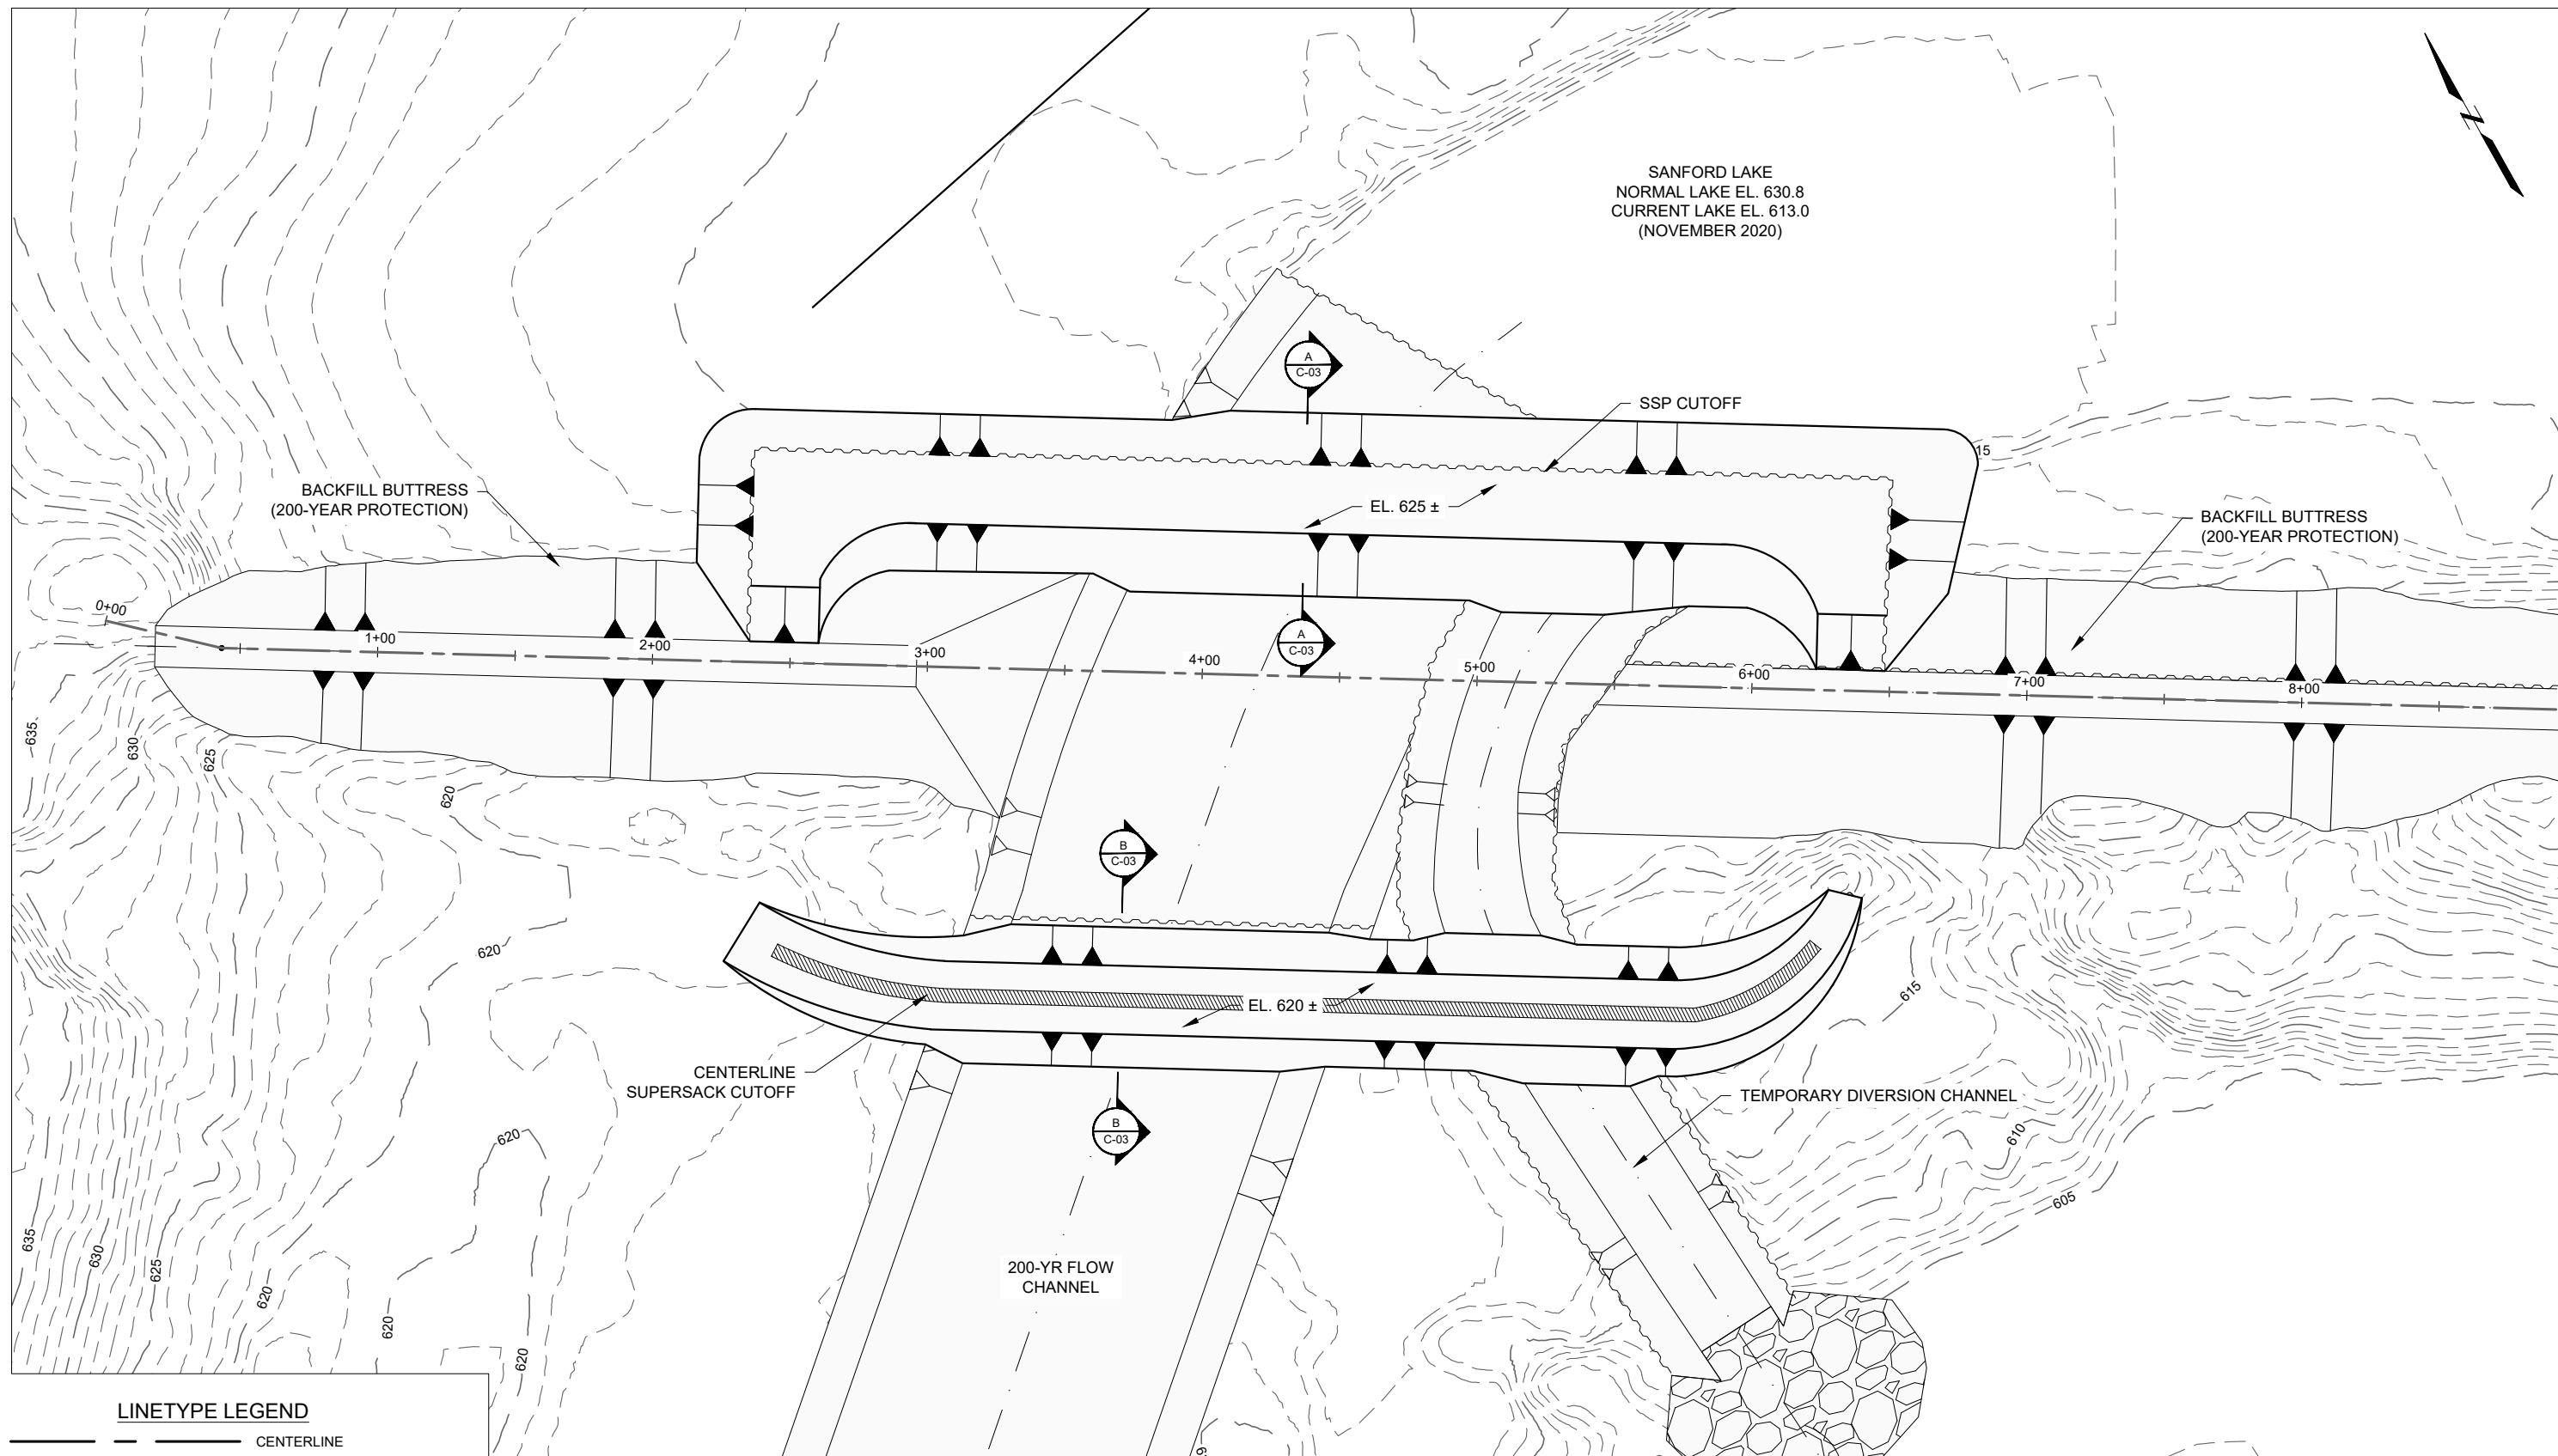 SANFORD LAKE
NORMAL LAKE EL. 630.8
CURRENT LAKE EL. 613.0
(NOVEMBER 2020)
A
C-03
SSP CUTOFF
15
BACKFILL BUTTRESS
(200-YEAR PROTECTION)
EL. 625 ±
BACKFILL BUTTRESS
(200-YEAR PROTECTION)
0+00
1+00
2+00
3+00
4+00
A
C-03
5+00
6+00
7+00
8+00
635
630
625
620
B
C-03
620
615
EL. 620 ±
CENTERLINE
SUPERSACK CUTOFF
TEMPORARY DIVERSION CHANNEL
B
C-03
620
610
605
635
630
625
620
620
620
200-YR FLOW
CHANNEL
LINETYPE LEGEND
CENTERLINE